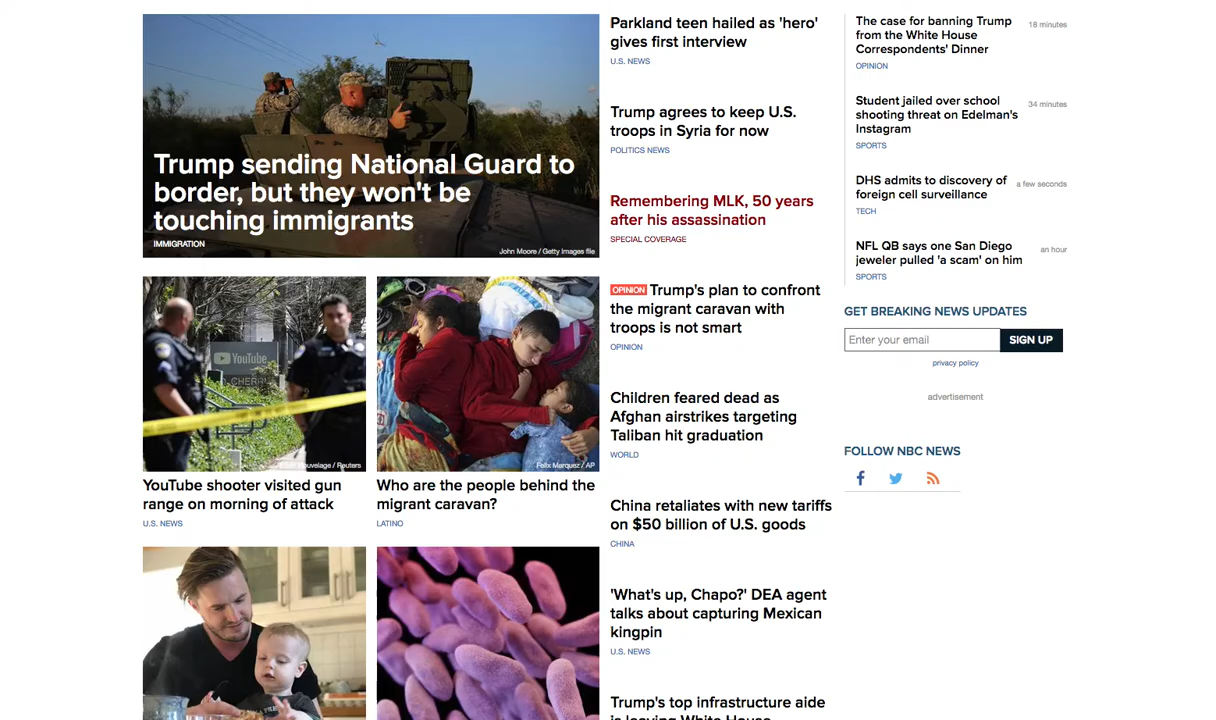 Trump sending National Guard to
border, but they won't be
touching immigrants
IMMIGRATION
John Moore / Getty Images file
YouTube
CHERRY
Mouvelage / Reuters
YouTube shooter visited gun
range on morning of attack
U.S. NEWS
Felix Marquez / AP
Who are the people behind the
migrant caravan?
LATINO
Parkland teen hailed as 'hero'
gives first interview
U.S. NEWS
Trump agrees to keep U.S.
troops in Syria for now
POLITICS NEWS
Remembering MLK, 50 years
after his assassination
SPECIAL COVERAGE
OPINION Trump's plan to confront
the migrant caravan with
troops is not smart
OPINION
Children feared dead as
Afghan airstrikes targeting
Taliban hit graduation
WORLD
China retaliates with new tariffs
on $50 billion of U.S. goods
CHINA
'What's up, Chapo?' DEA agent
talks about capturing Mexican
kingpin
U.S. NEWS
Trump's top infrastructure aide
is leaving White House
The case for banning Trump
from the White House
Correspondents' Dinner
18 minutes
OPINION
Student jailed over school
shooting threat on Edelman's
Instagram
34 minutes
SPORTS
DHS admits to discovery of
foreign cell surveillance
a few seconds
TECH
NFL QB says one San Diego
jeweler pulled 'a scam' on him
an hour
SPORTS
GET BREAKING NEWS UPDATES
Enter your email
SIGN UP
privacy policy
advertisement
FOLLOW NBC NEWS